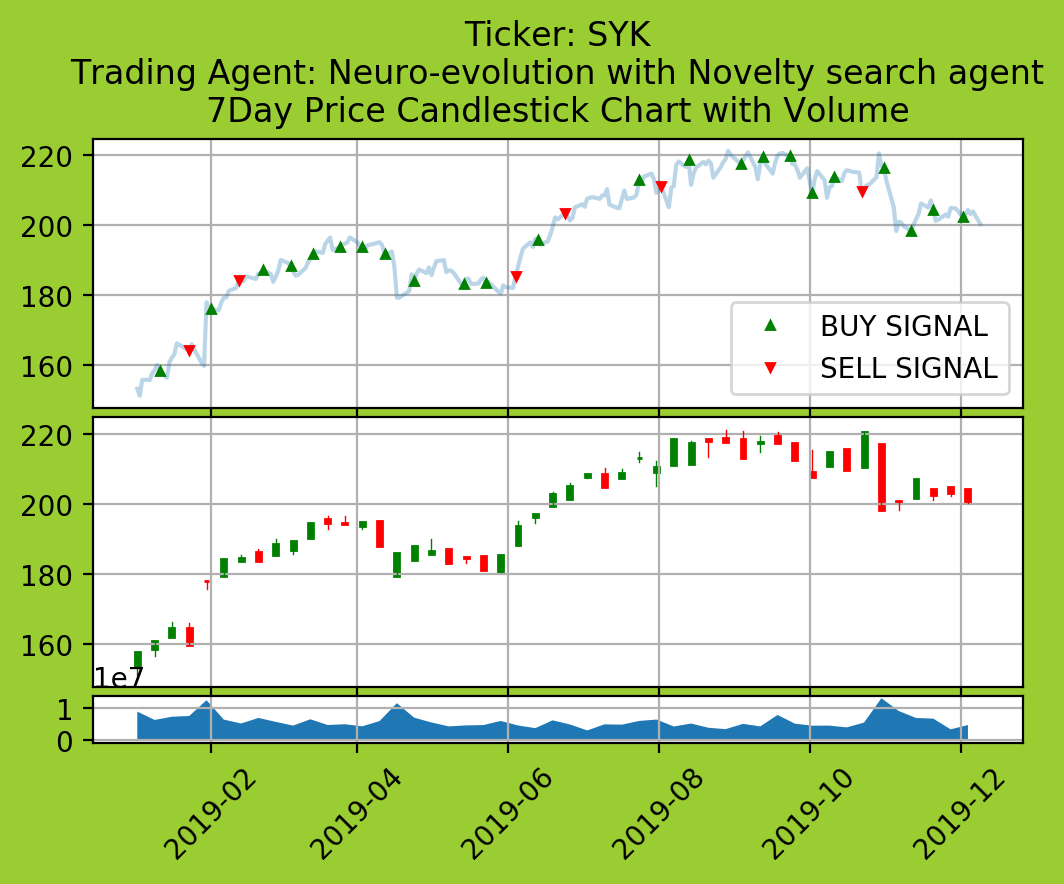 Ticker: SYK
Trading Agent: Neuro-evolution with Novelty search agent
7Day Price Candlestick Chart with Volume
220
200
180
160
BUY SIGNAL
SELL SIGNAL
220
200
180
160
1e7
1
0
2019-02
2019-04
2019-06
2019-08
2019-10
2019-12